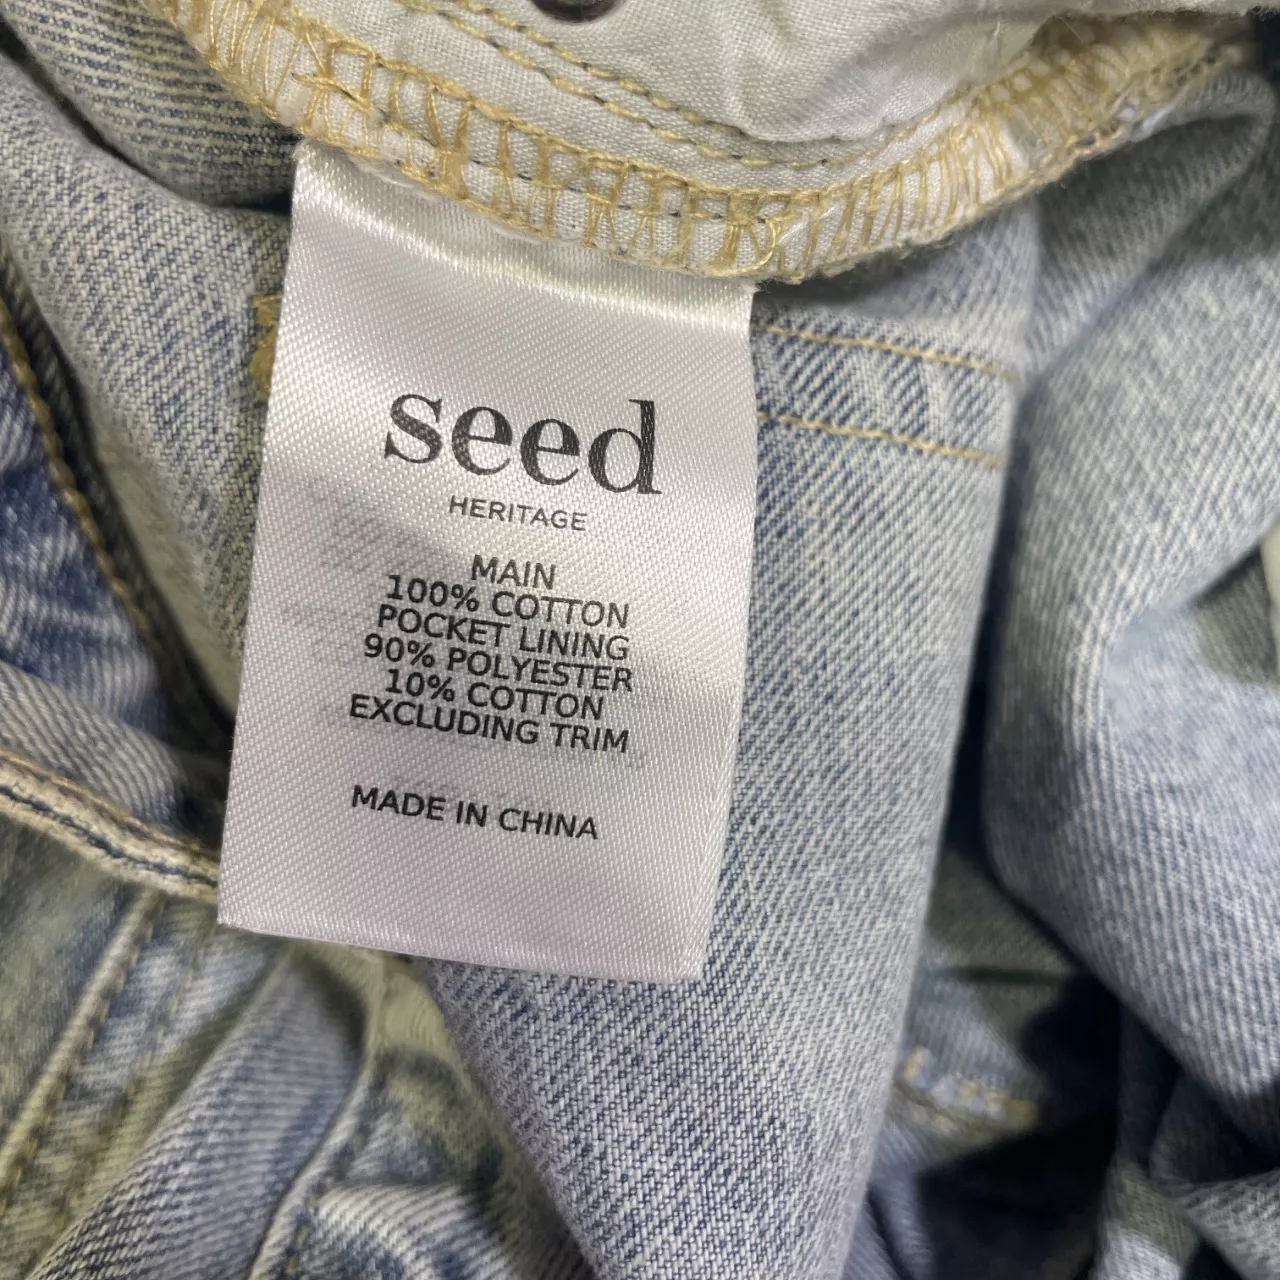 seed
HERITAGE
MAIN
100% COTTON
POCKET LINING
90% POLYESTER
10% COTTON
EXCLUDING TRIM
MADE IN CHINA